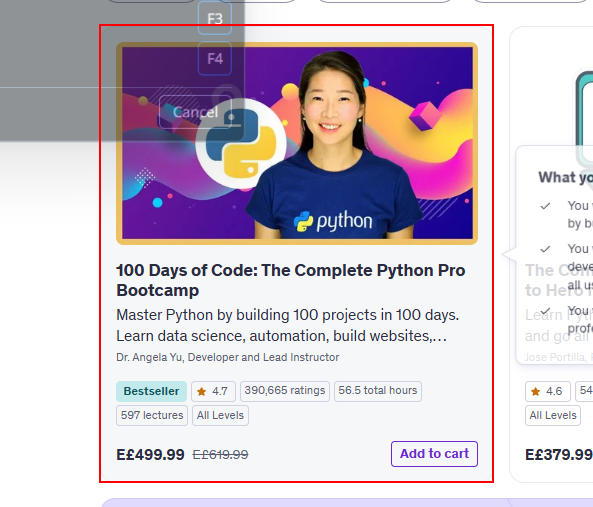 F3
F4
Cancel
python
100 Days of Code: The Complete Python Pro
Bootcamp
Master Python by building 100 projects in 100 days.
Learn data science, automation, build websites,...
Dr. Angela Yu, Developer and Lead Instructor
Bestseller
4.7
390,665 ratings
56.5 total hours
597 lectures
All Levels
E£499.99 E£619.99
Add to cart
What yo
You
by bu
You
deve
all us
You
profe
The Com
to Hero
Learn Pyth
and go all
Jose Portilla,
4.6
54
All Levels
E£379.99